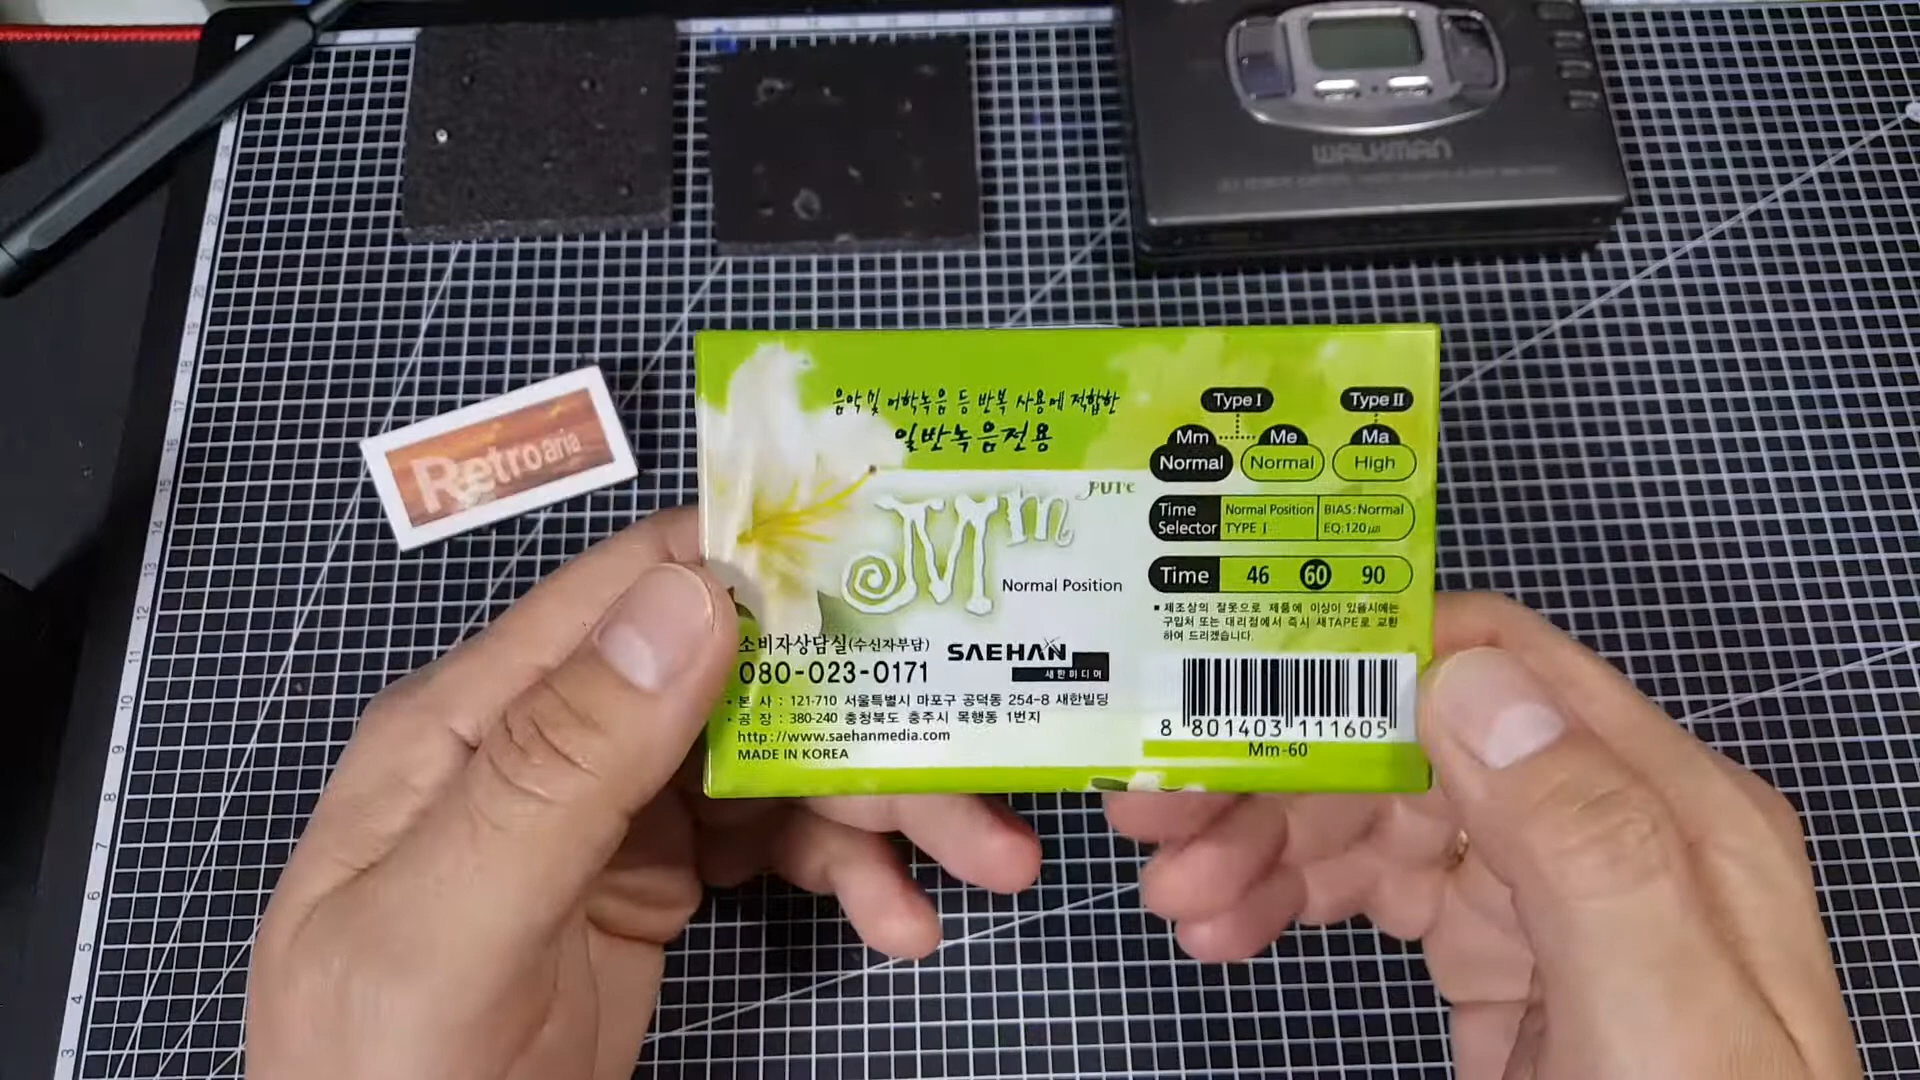 WALKMAN
Retroaria
음악 및 어학녹음 등 반복 사용에 적합한
일반녹음전용
Mm pure
Normal Position
소비자상담실(수신자부담)
080-023-0171
SAEHAN
새한미디어
• 본 사 : 121-710 서울특별시 마포구 공덕동 254-8 새한빌딩
• 공 장 : 380-240 충청북도 충주시 목행동 1번지
http://www.saehanmedia.com
MADE IN KOREA
Type I Type II
Mm Me Ma
Normal Normal High
Time Selector
Normal Position
TYPE I
BIAS:Normal
EQ:120㎲
Time 46 60 90
■ 제조상의 잘못으로 제품에 이상이 있을시에는
구입처 또는 대리점에서 즉시 새TAPE로 교환
하여 드리겠습니다.
8 801403 111605
Mm-60